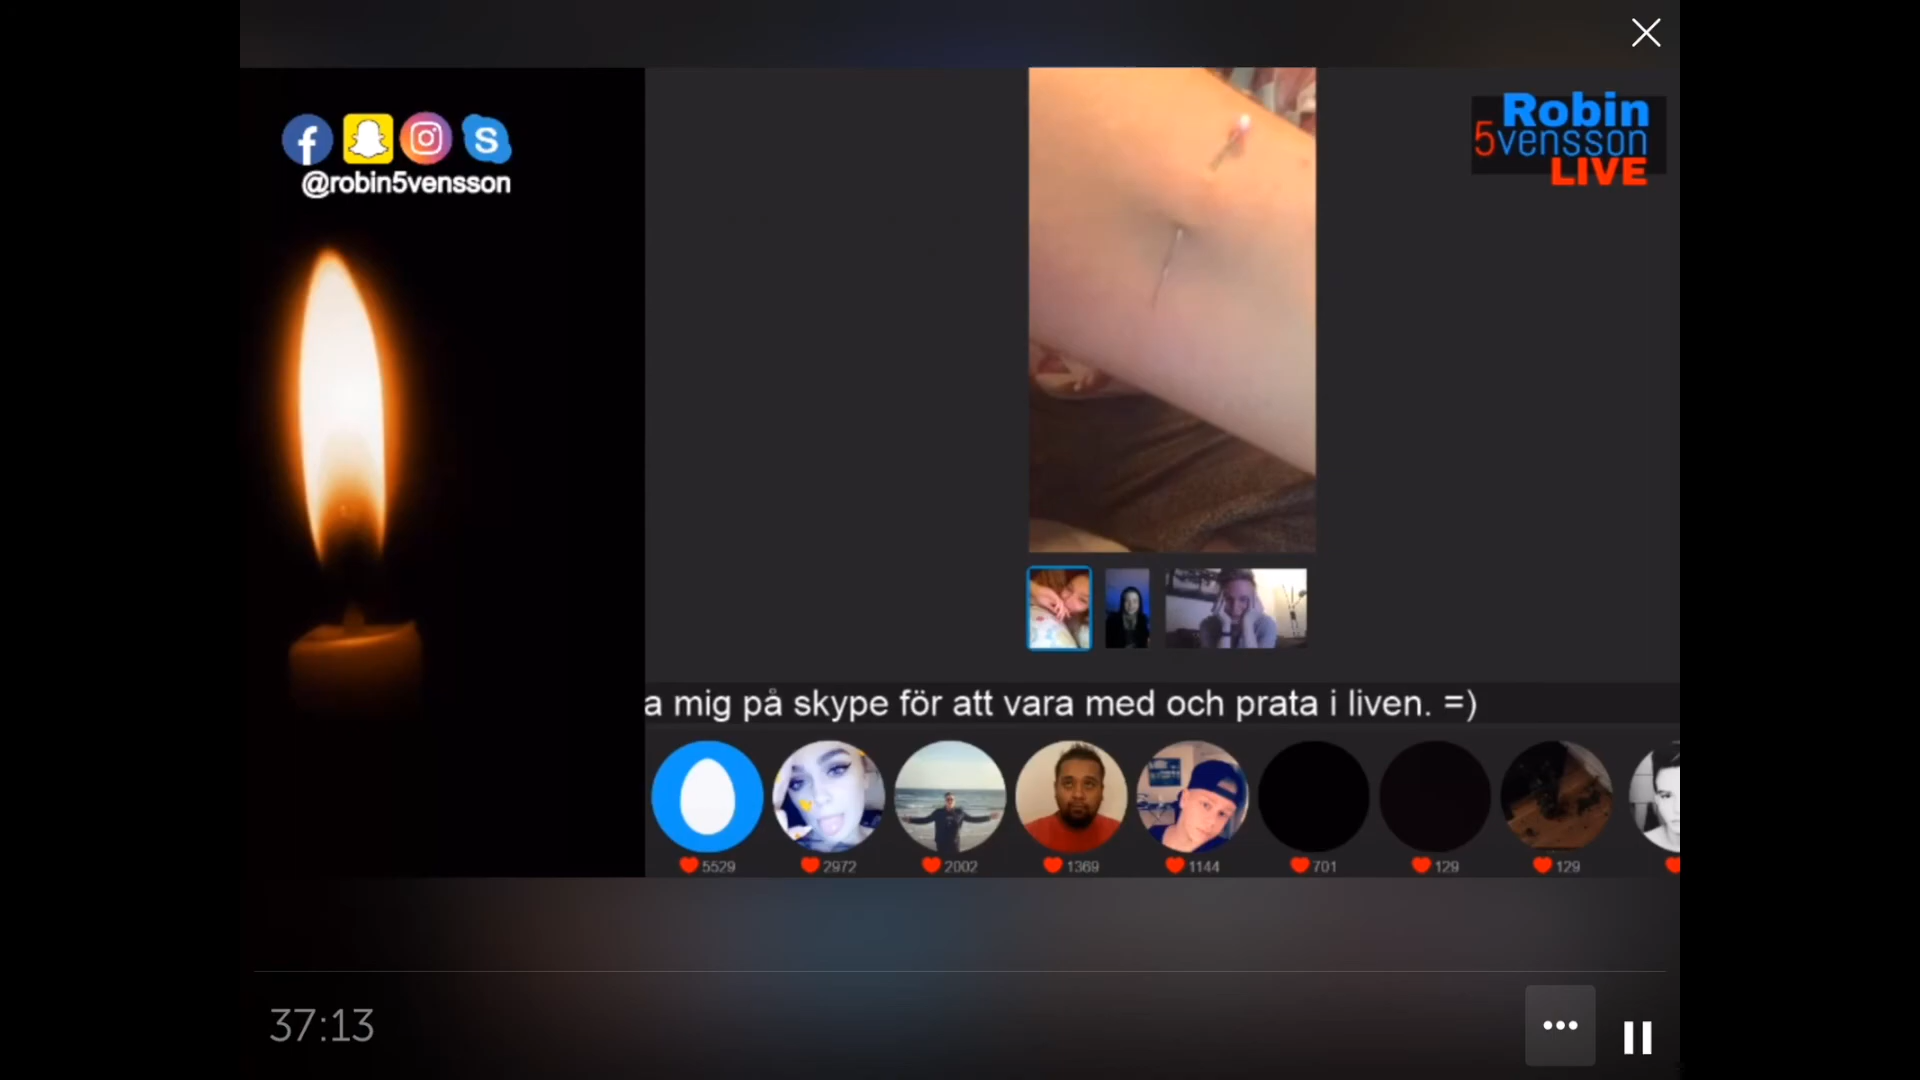 @robin5vensson
Robin
5vensson
LIVE
a mig på skype för att vara med och prata i liven. =)
5529
2972
2002
1369
1144
701
129
129
37:13